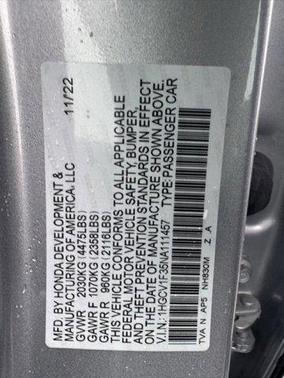 MFD.BY HONDA DEVELOPMENT &
MANUFACTURING OF AMERICA, LLC 11/22
GVWR 2030KG (4475LBS)
GAWR F 1070KG (2358LBS)
GAWR R 960KG (2116LBS)
THIS VEHICLE CONFORMS TO ALL APPLICABLE
FEDERAL MOTOR VEHICLE SAFETY, BUMPER,
AND THEFT PREVENTION STANDARDS IN EFFECT
ON THE DATE OF MANUFACTURE SHOWN ABOVE.
V.I.N.: 1HGCV1F35NA111457 TYPE:PASSENGER CAR
TVA N AP5 NH830M Z A